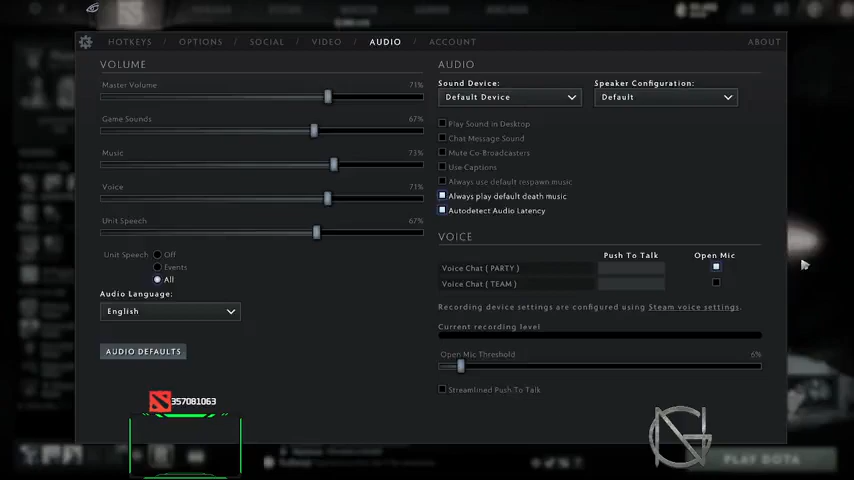 HOTKEYS / OPTIONS / SOCIAL / VIDEO / AUDIO / ACCOUNT ABOUT
VOLUME
Master Volume 71%
Game Sounds 67%
Music 73%
Voice 71%
Unit Speech 67%
Unit Speech Off
Events
All
Audio Language:
English
AUDIO DEFAULTS
AUDIO
Sound Device: Speaker Configuration:
Default Device Default
Play Sound in Desktop
Chat Message Sound
Mute Co-Broadcasters
Use Captions
Always use default respawn music
Always play default death music
Autodetect Audio Latency
VOICE
Push To Talk Open Mic
Voice Chat ( PARTY )
Voice Chat ( TEAM )
Recording device settings are configured using Steam voice settings.
Current recording level
Open Mic Threshold 6%
Streamlined Push To Talk
357081063
PLAY DOTA